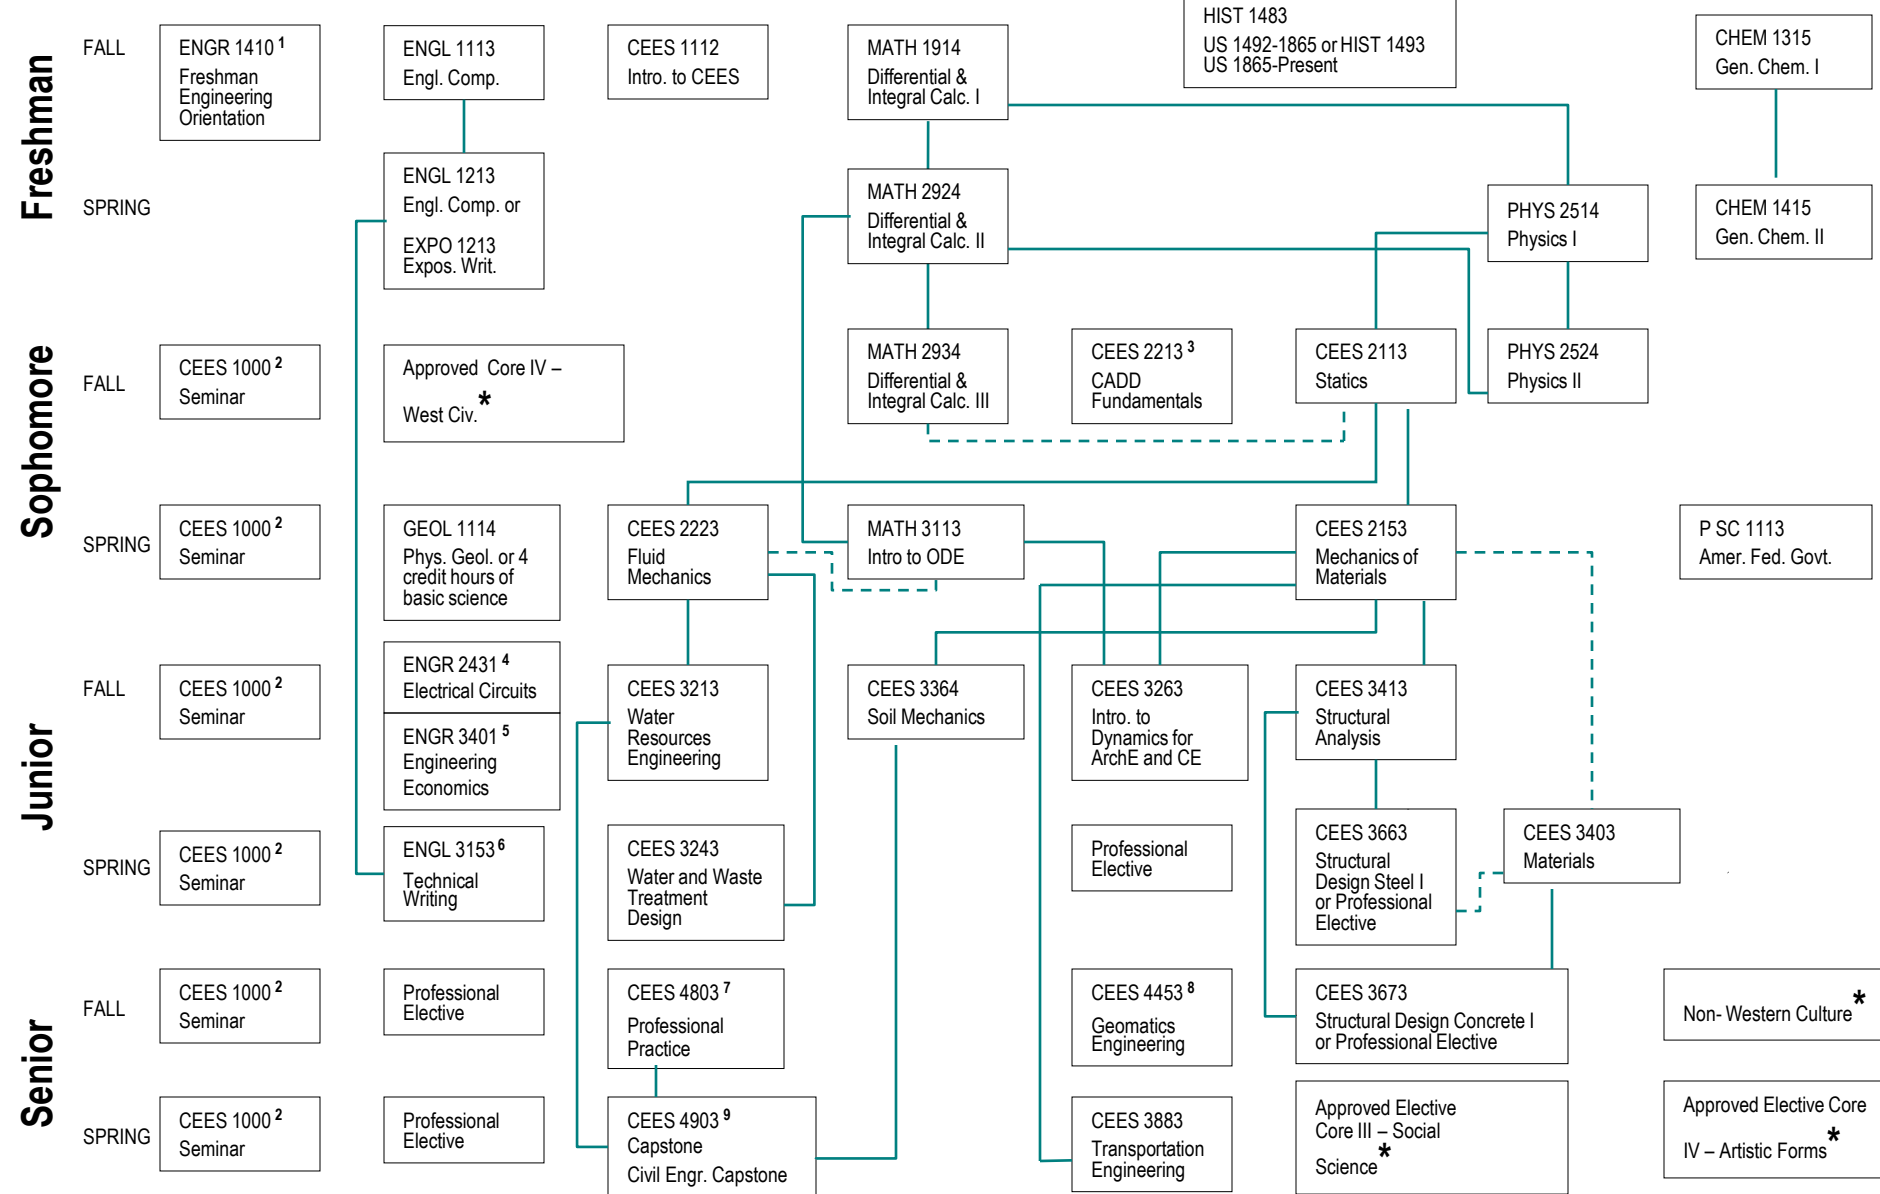 Freshman
FALL
ENGR 1410 1
Freshman
Engineering
Orientation
ENGL 1113
Engl. Comp.
CEES 1112
Intro. to CEES
MATH 1914
Differential &
Integral Calc. I
HIST 1483
US 1492-1865 or HIST 1493
US 1865-Present
CHEM 1315
Gen. Chem. I
SPRING
ENGL 1213
Engl. Comp. or
EXPO 1213
Expos. Writ.
MATH 2924
Differential &
Integral Calc. II
PHYS 2514
Physics I
CHEM 1415
Gen. Chem. II
Sophomore
FALL
CEES 1000 2
Seminar
Approved Core IV –
West Civ.*
MATH 2934
Differential &
Integral Calc. III
CEES 2213 3
CADD
Fundamentals
CEES 2113
Statics
PHYS 2524
Physics II
SPRING
CEES 1000 2
Seminar
GEOL 1114
Phys. Geol. or 4
credit hours of
basic science
CEES 2223
Fluid
Mechanics
MATH 3113
Intro to ODE
CEES 2153
Mechanics of
Materials
P SC 1113
Amer. Fed. Govt.
Junior
FALL
CEES 1000 2
Seminar
ENGR 2431 4
Electrical Circuits
ENGR 3401 5
Engineering
Economics
CEES 3213
Water
Resources
Engineering
CEES 3364
Soil Mechanics
CEES 3263
Intro. to
Dynamics for
ArchE and CE
CEES 3413
Structural
Analysis
SPRING
CEES 1000 2
Seminar
ENGL 3153 6
Technical
Writing
CEES 3243
Water and Waste
Treatment
Design
Professional
Elective
CEES 3663
Structural
Design Steel I
or Professional
Elective
CEES 3403
Materials
Senior
FALL
CEES 1000 2
Seminar
Professional
Elective
CEES 4803 7
Professional
Practice
CEES 4453 8
Geomatics
Engineering
CEES 3673
Structural Design Concrete I
or Professional Elective
Non- Western Culture*
SPRING
CEES 1000 2
Seminar
Professional
Elective
CEES 4903 9
Capstone
Civil Engr. Capstone
CEES 3883
Transportation
Engineering
Approved Elective
Core III – Social
Science*
Approved Elective Core
IV – Artistic Forms*